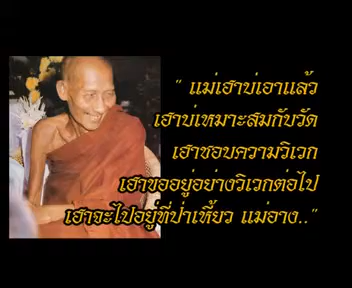 " แม่เฮาบ่เอาแล้ว
เฮาบ่เหมาะสมกับวัด
เฮาชอบความวิเวก
เฮาขออยู่อย่างวิเวกต่อไป
เฮาจะไปอยู่ที่ป่าเหี้ยว แม่อาง.."